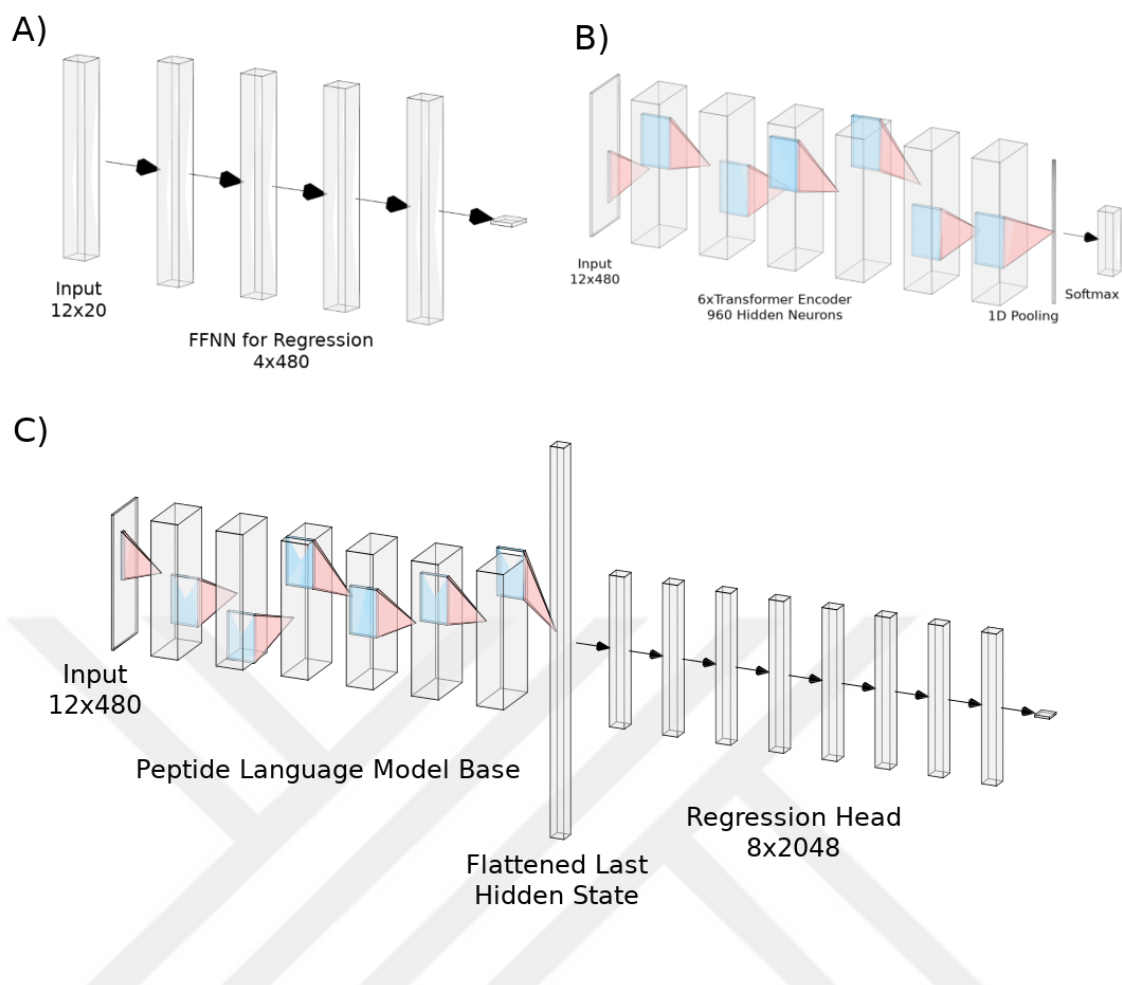 A)
Input
12x20
FFNN for Regression
4x480
B)
Input
12x480
6xTransformer Encoder
960 Hidden Neurons
1D Pooling
Softmax
C)
Input
12x480
Peptide Language Model Base
Flattened Last
Hidden State
Regression Head
8x2048